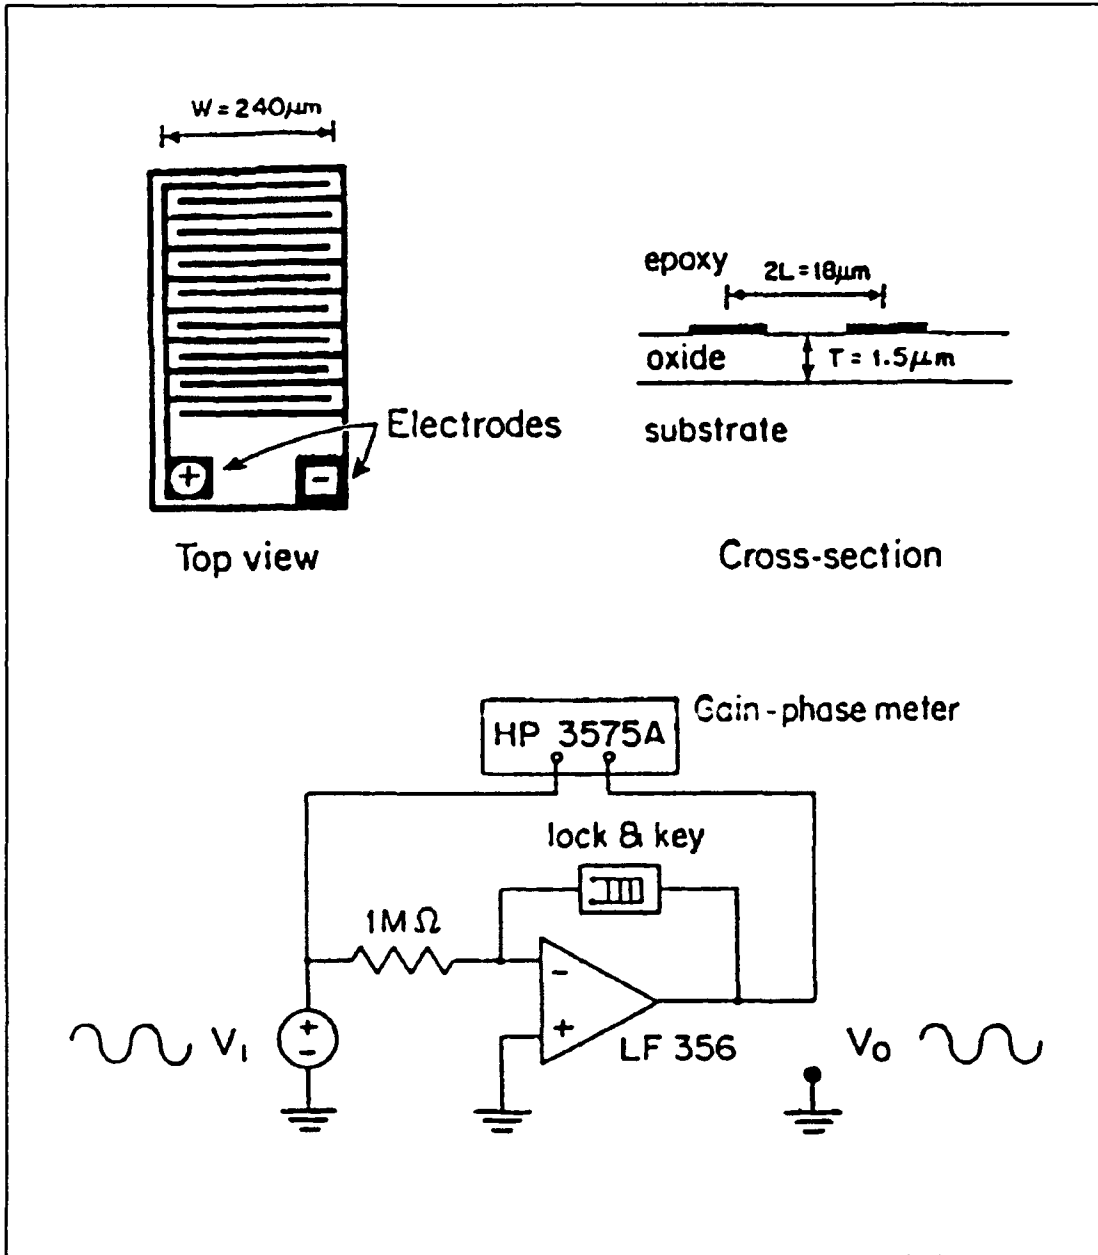 W = 240μm
epoxy
2L = 18μm
oxide
T = 1.5μm
substrate
Electrodes
+
-
Top view
Cross-section
Gain-phase meter
HP 3575A
lock & key
1MΩ
-
+
LF 356
+
-
V₁
V₀